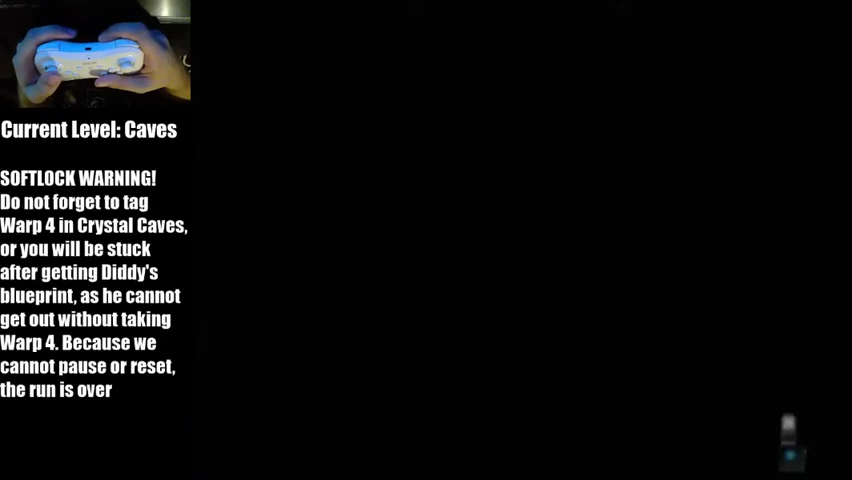 Current Level: Caves
SOFTLOCK WARNING!
Do not forget to tag
Warp 4 in Crystal Caves,
or you will be stuck
after getting Diddy's
blueprint, as he cannot
get out without taking
Warp 4. Because we
cannot pause or reset,
the run is over